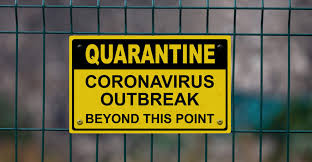 QUARANTINE
CORONAVIRUS
OUTBREAK
BEYOND THIS POINT